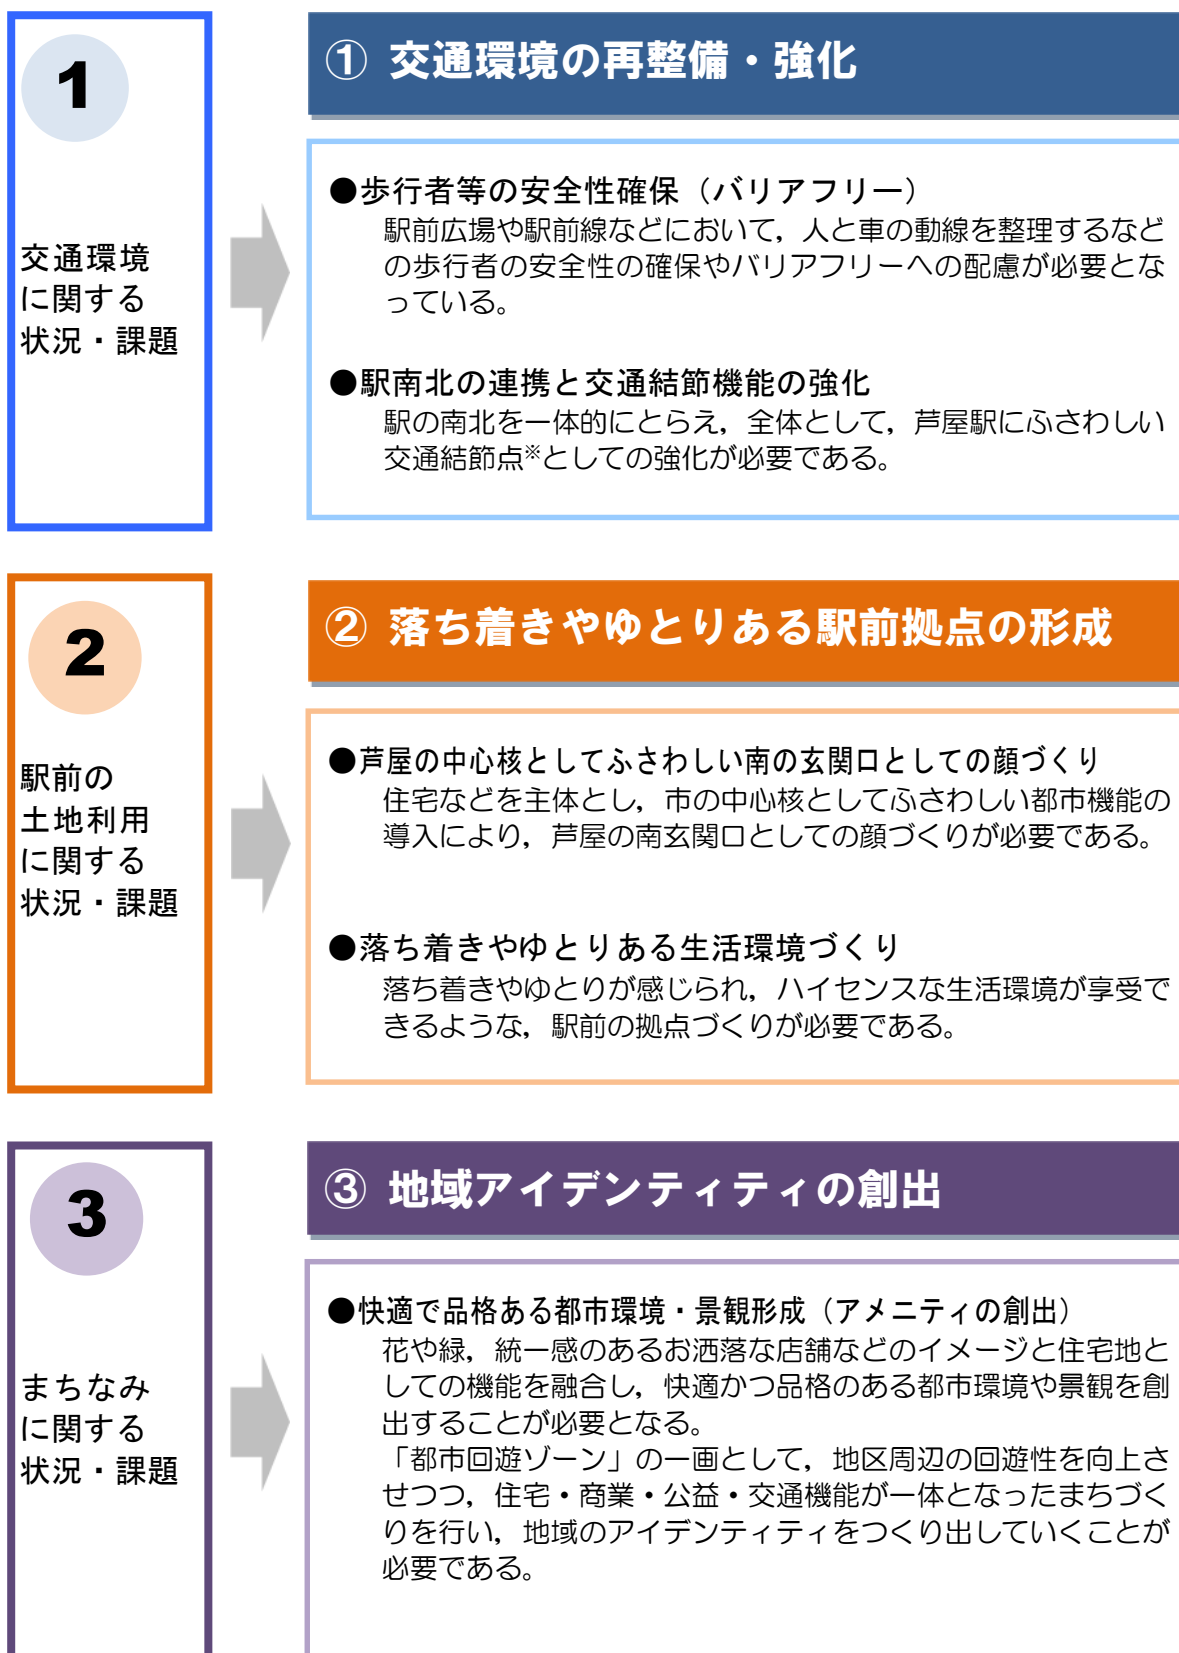 1
交通環境
に関する
状況・課題
① 交通環境の再整備・強化
●歩行者等の安全性確保（バリアフリー）
駅前広場や駅前線などにおいて，人と車の動線を整理するなど
の歩行者の安全性の確保やバリアフリーへの配慮が必要とな
っている。
●駅南北の連携と交通結節機能の強化
駅の南北を一体的にとらえ，全体として，芦屋駅にふさわしい
交通結節点※としての強化が必要である。
2
駅前の
土地利用
に関する
状況・課題
② 落ち着きやゆとりある駅前拠点の形成
●芦屋の中心核としてふさわしい南の玄関口としての顔づくり
住宅などを主体とし，市の中心核としてふさわしい都市機能の
導入により，芦屋の南玄関口としての顔づくりが必要である。
●落ち着きやゆとりある生活環境づくり
落ち着きやゆとりが感じられ，ハイセンスな生活環境が享受で
きるような，駅前の拠点づくりが必要である。
3
まちなみ
に関する
状況・課題
③ 地域アイデンティティの創出
●快適で品格ある都市環境・景観形成（アメニティの創出）
花や緑，統一感のあるお洒落な店舗などのイメージと住宅地と
しての機能を融合し，快適かつ品格のある都市環境や景観を創
出することが必要となる。
「都市回遊ゾーン」の一画として，地区周辺の回遊性を向上さ
せつつ，住宅・商業・公益・交通機能が一体となったまちづく
りを行い，地域のアイデンティティをつくり出していくことが
必要である。